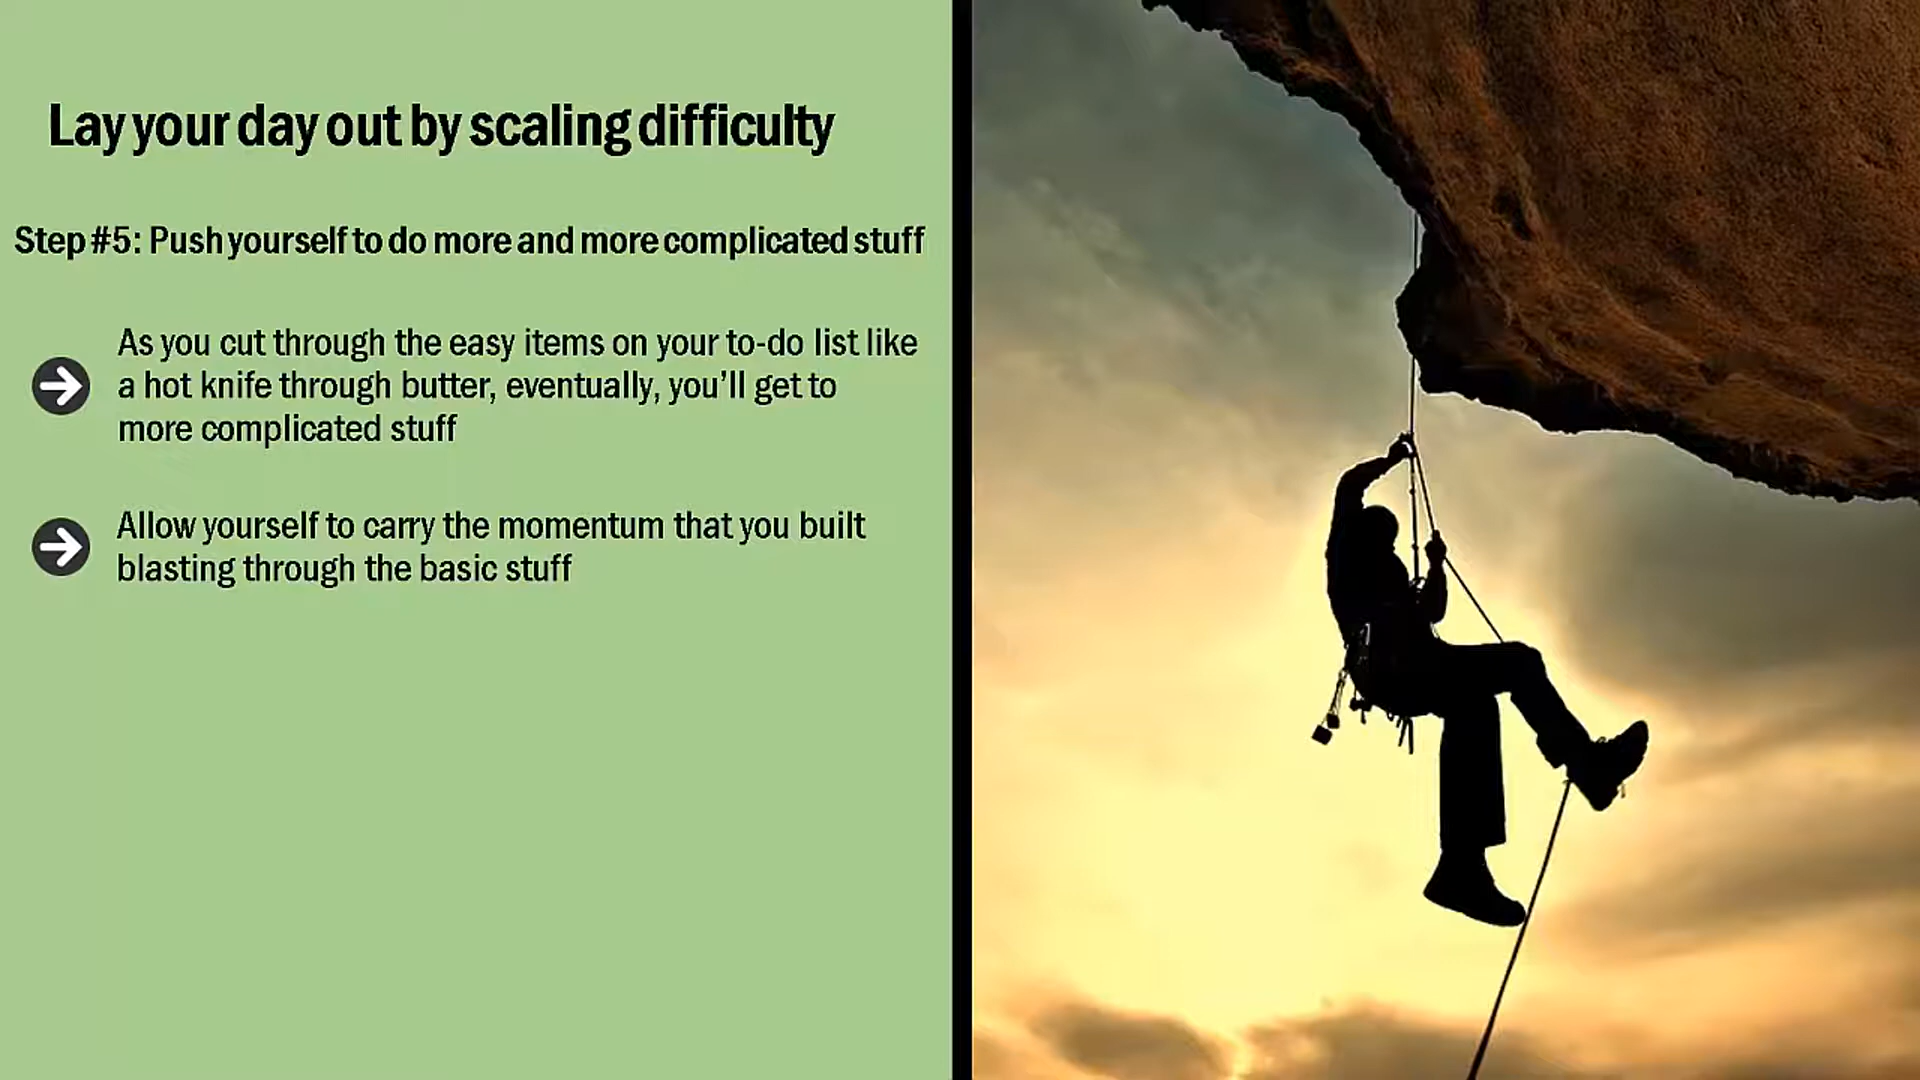 Lay your day out by scaling difficulty
Step #5: Push yourself to do more and more complicated stuff
As you cut through the easy items on your to-do list like
a hot knife through butter, eventually, you'll get to
more complicated stuff
Allow yourself to carry the momentum that you built
blasting through the basic stuff